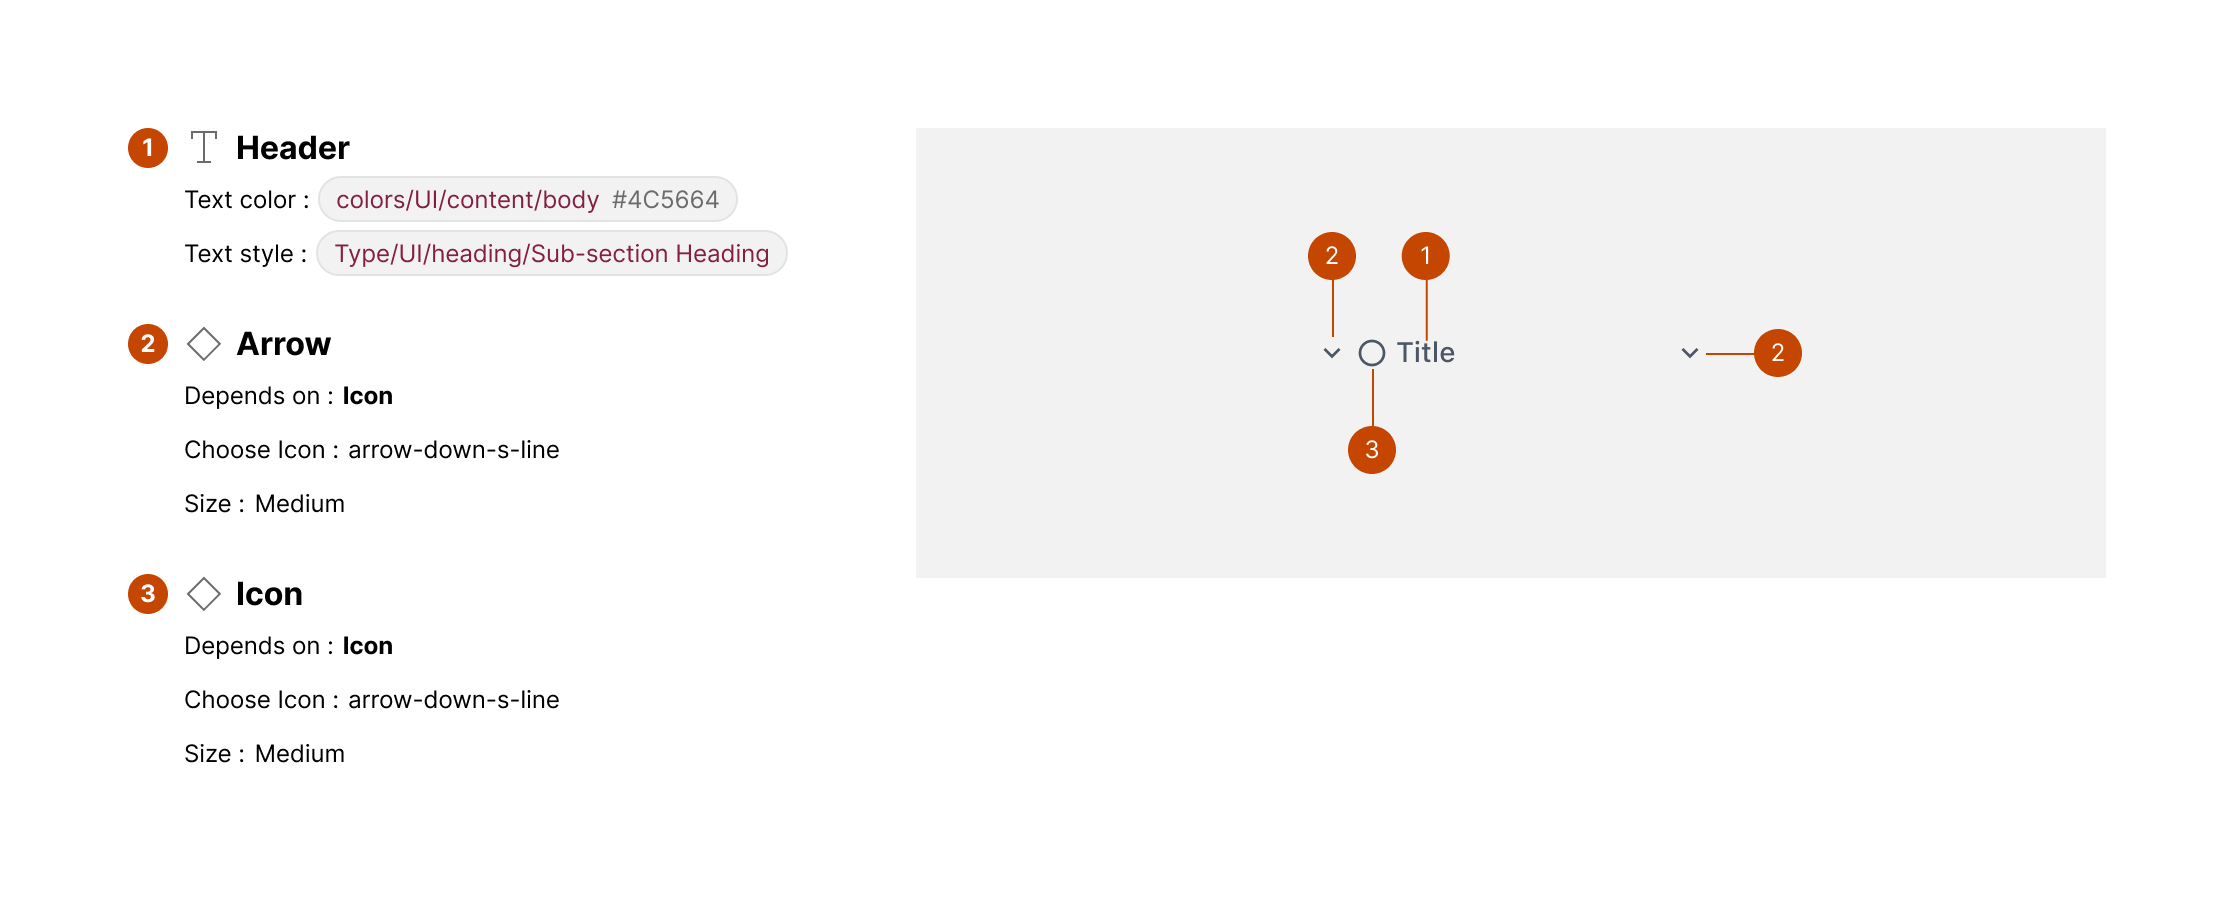 1 Header
Text color : colors/UI/content/body #4C5664
Text style : Type/UI/heading/Sub-section Heading
2 Arrow
Depends on : Icon
Choose Icon : arrow-down-s-line
Size : Medium
3 Icon
Depends on : Icon
Choose Icon : arrow-down-s-line
Size : Medium
2 1
Title 2
3